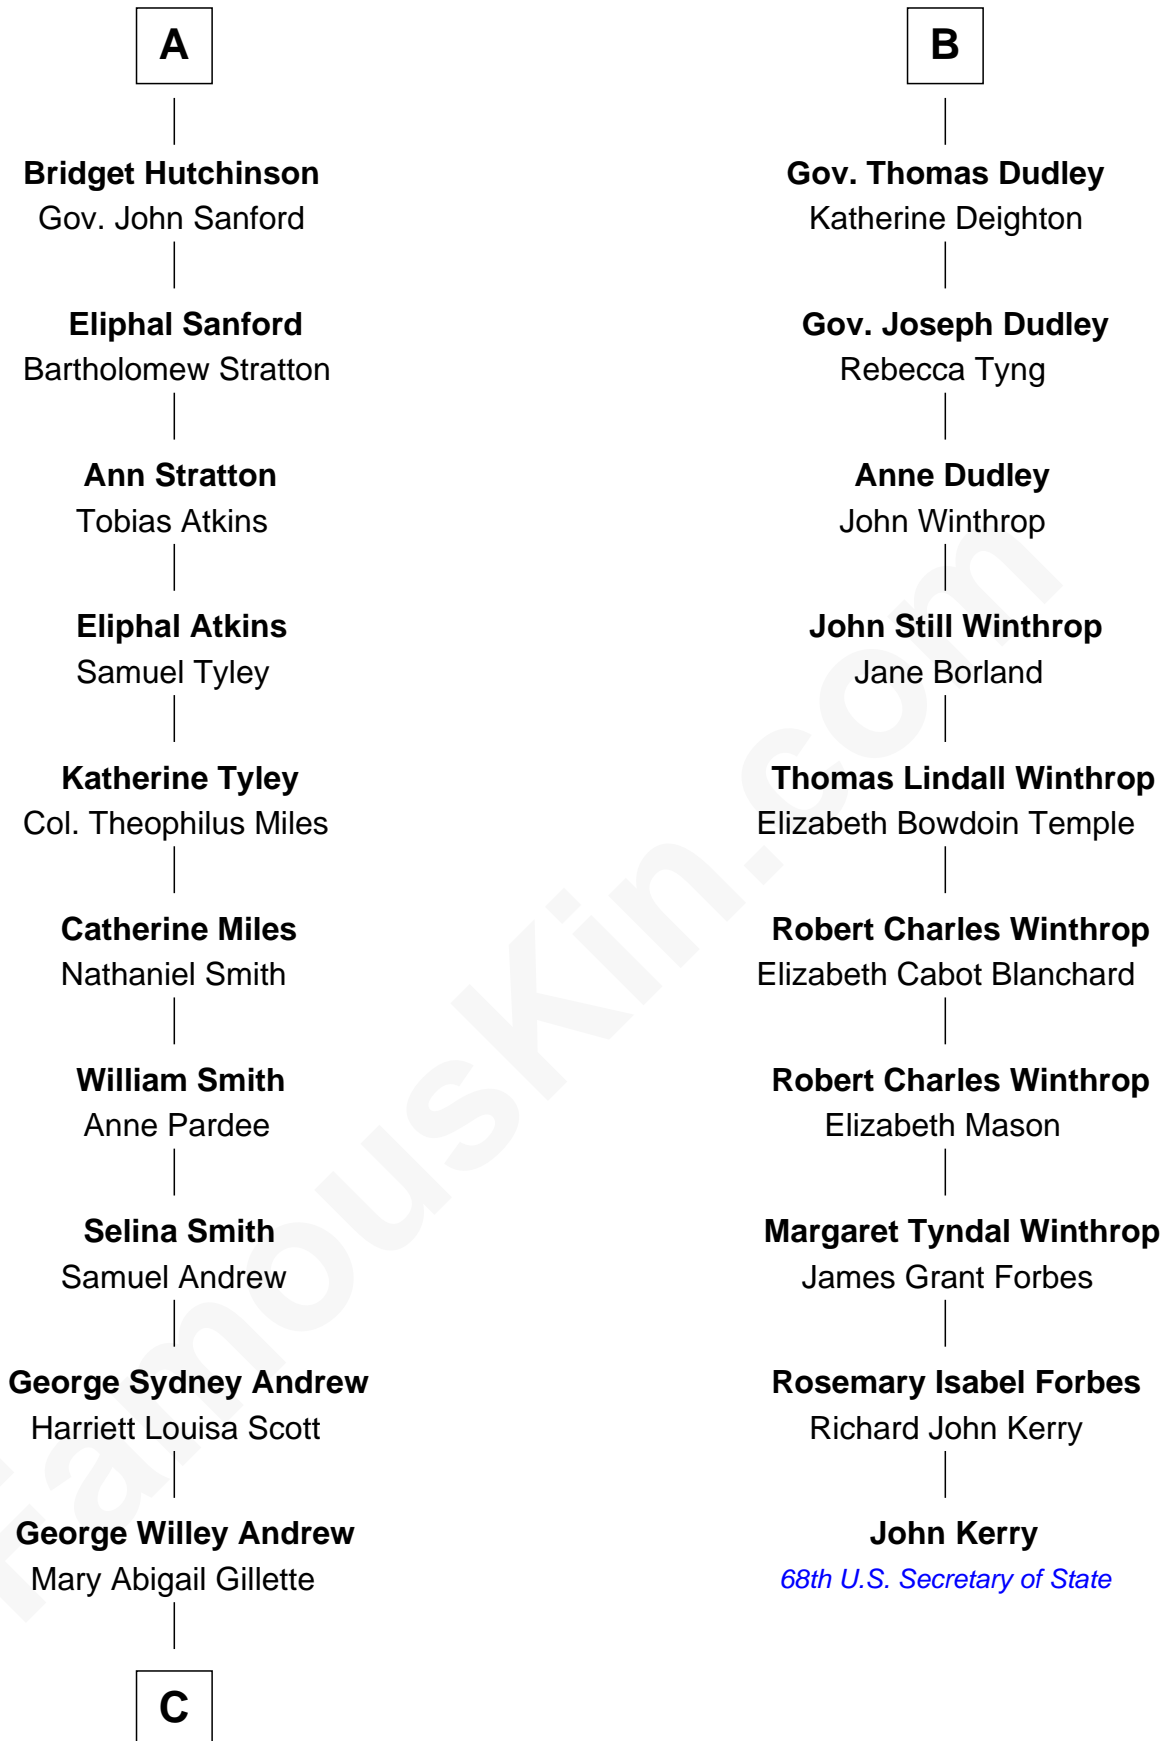 A
Bridget Hutchinson
Gov. John Sanford
Eliphal Sanford
Bartholomew Stratton
Ann Stratton
Tobias Atkins
Eliphal Atkins
Samuel Tyley
Katherine Tyley
Col. Theophilus Miles
Catherine Miles
Nathaniel Smith
William Smith
Anne Pardee
Selina Smith
Samuel Andrew
George Sydney Andrew
Harriett Louisa Scott
George Willey Andrew
Mary Abigail Gillette
C
B
Gov. Thomas Dudley
Katherine Deighton
Gov. Joseph Dudley
Rebecca Tyng
Anne Dudley
John Winthrop
John Still Winthrop
Jane Borland
Thomas Lindall Winthrop
Elizabeth Bowdoin Temple
Robert Charles Winthrop
Elizabeth Cabot Blanchard
Robert Charles Winthrop
Elizabeth Mason
Margaret Tyndal Winthrop
James Grant Forbes
Rosemary Isabel Forbes
Richard John Kerry
John Kerry
68th U.S. Secretary of State
FamousKin.com